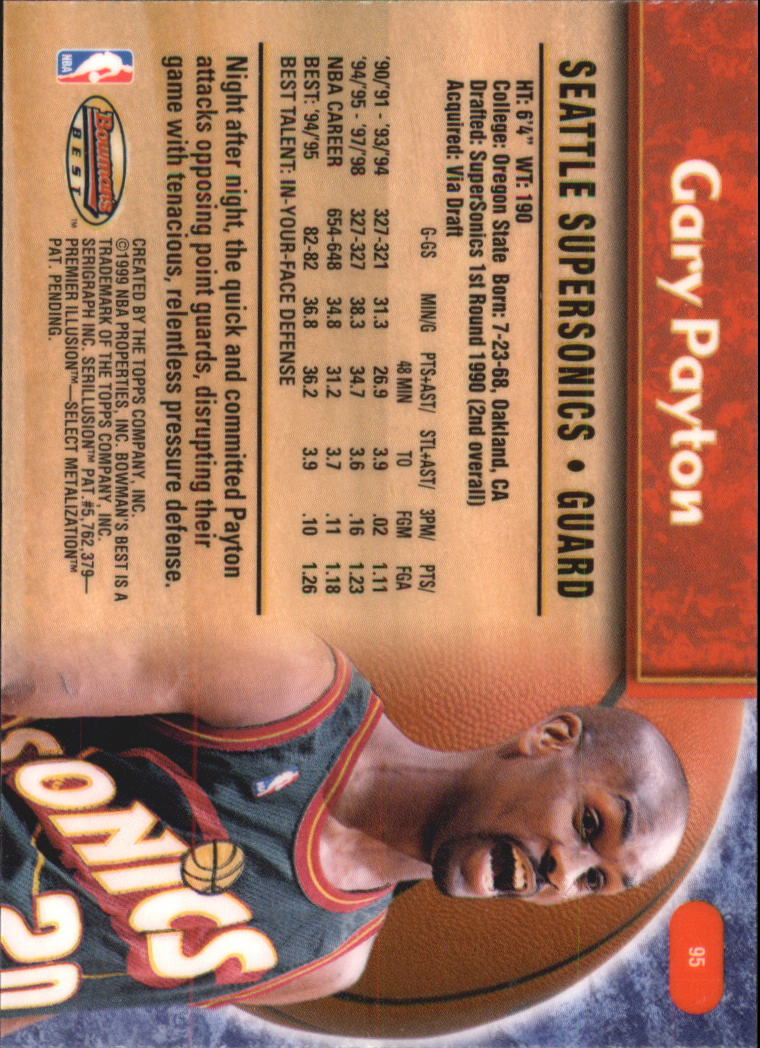 Gary Payton
95
SEATTLE SUPERSONICS • GUARD
HT: 6'4" WT: 190
College: Oregon State Born: 7-23-68, Oakland, CA
Drafted: SuperSonics 1st Round 1990 (2nd overall)
Acquired: Via Draft
G-GS MIN/G PTS+AST/ 48 MIN STL+AST/ TO 3PM/ FGM PTS/ FGA
'90/'91 - '93/'94 327-321 31.3 26.9 3.9 .02 1.11
'94/'95 - '97/'98 327-327 38.3 34.7 3.6 .16 1.23
NBA CAREER 654-648 34.8 31.2 3.7 .11 1.18
BEST: '94/'95 82-82 36.8 36.2 3.9 .10 1.26
BEST TALENT: IN-YOUR-FACE DEFENSE
Night after night, the quick and committed Payton
attacks opposing point guards, disrupting their
game with tenacious, relentless pressure defense.
NBA
Bowman's
BEST
™
CREATED BY THE TOPPS COMPANY, INC.
©1999 NBA PROPERTIES, INC. BOWMAN'S BEST IS A
TRADEMARK OF THE TOPPS COMPANY, INC.
SERIGRAPH INC. SERILLUSION™ PAT.#5,762,379—
PREMIER ILLUSION™—SELECT METALIZATION™
PAT. PENDING.
NBA
SONICS
20